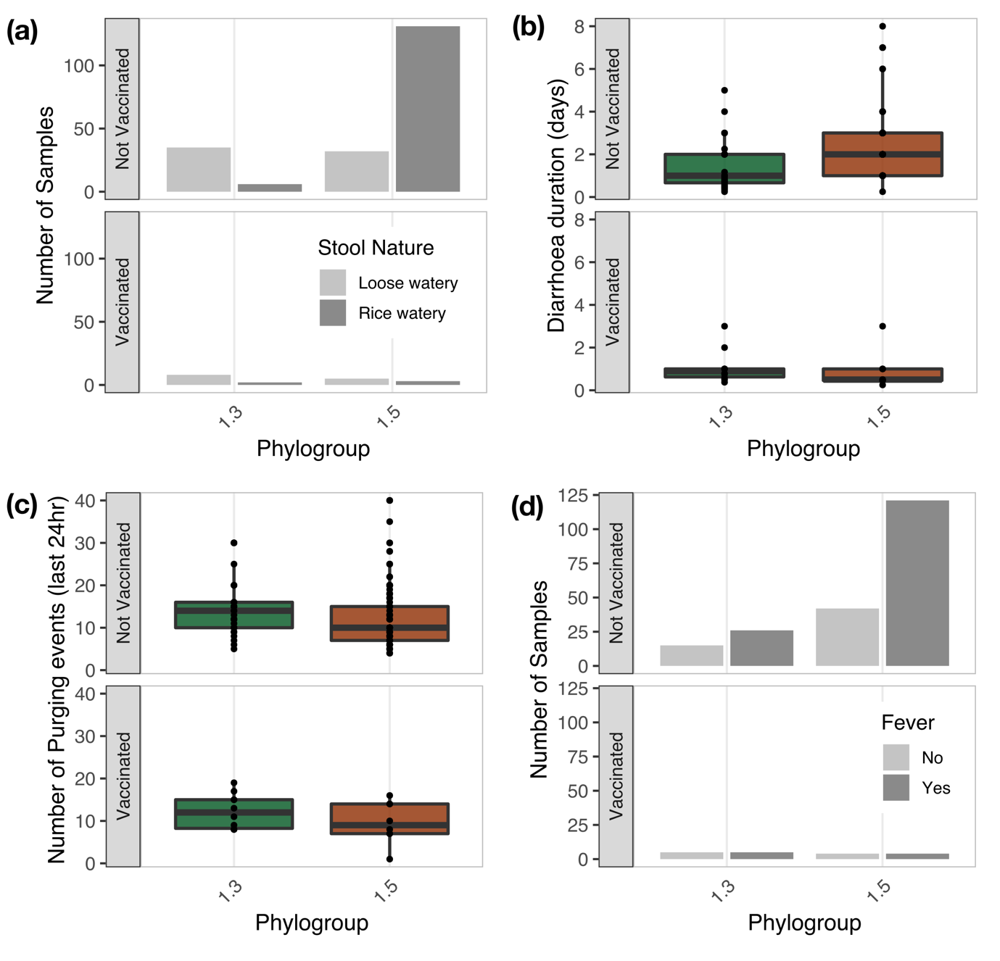 (a)
Number of Samples
Not Vaccinated
100
50
0
Vaccinated
100
50
0
Stool Nature
Loose watery
Rice watery
1.3
1.5
Phylogroup
(b)
Diarrhoea duration (days)
Not Vaccinated
8
6
4
2
0
Vaccinated
8
6
4
2
0
1.3
1.5
Phylogroup
(c)
Number of Purging events (last 24hr)
Not Vaccinated
40
30
20
10
0
Vaccinated
40
30
20
10
0
1.3
1.5
Phylogroup
(d)
Number of Samples
Not Vaccinated
125
100
75
50
25
0
Vaccinated
125
100
75
50
25
0
Fever
No
Yes
1.3
1.5
Phylogroup